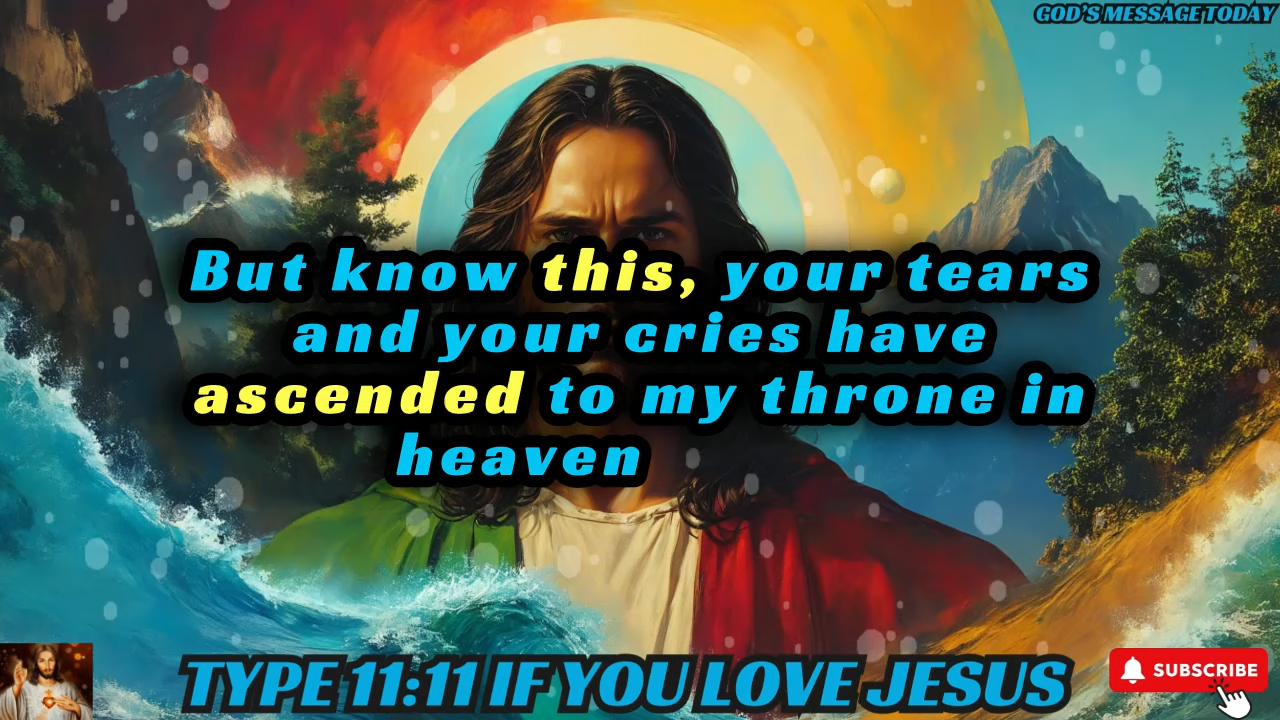 GOD'S MESSAGE TODAY
But know this, your tears
and your cries have
ascended to my throne in
heaven
TYPE 11:11 IF YOU LOVE JESUS
SUBSCRIBE